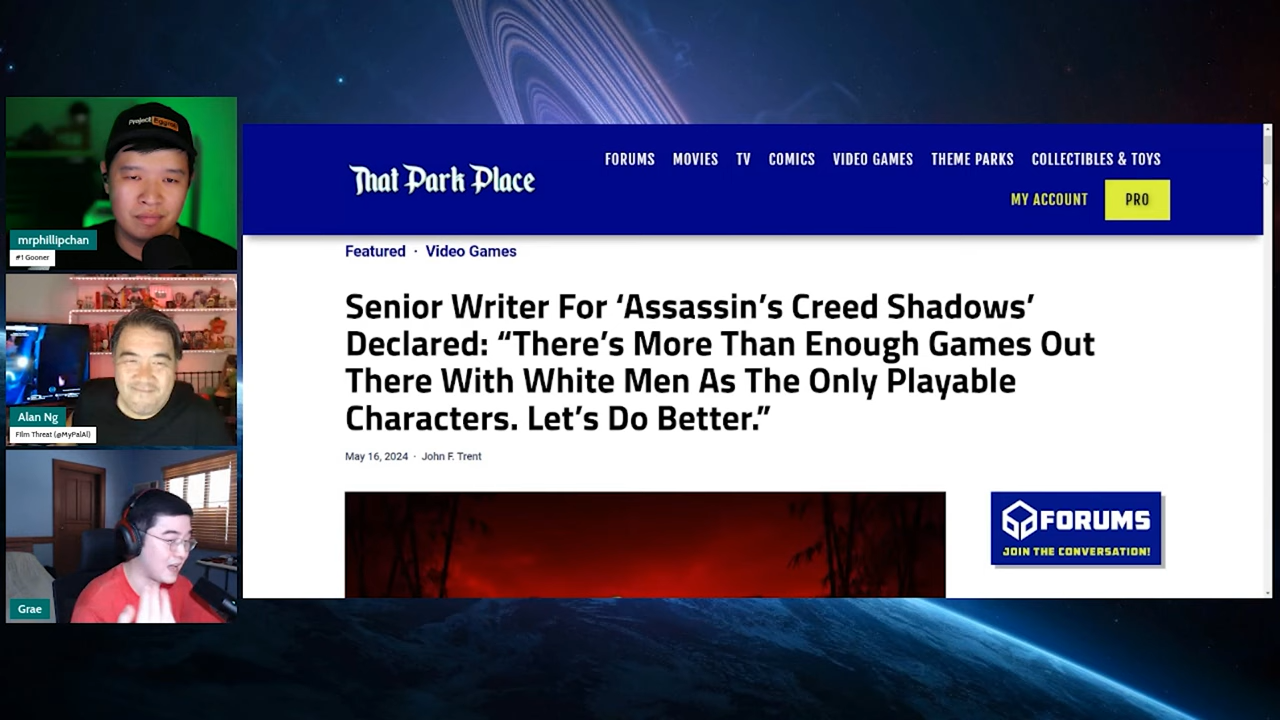 Project
mrphillipchan
#1 Gooner
Alan Ng
Film Threat (@MyPalAl)
Grae
That Park Place
FORUMS MOVIES TV COMICS VIDEO GAMES THEME PARKS COLLECTIBLES & TOYS
MY ACCOUNT PRO
Featured · Video Games
Senior Writer For ‘Assassin’s Creed Shadows’
Declared: “There’s More Than Enough Games Out
There With White Men As The Only Playable
Characters. Let’s Do Better.”
May 16, 2024 · John F. Trent
FORUMS
JOIN THE CONVERSATION!